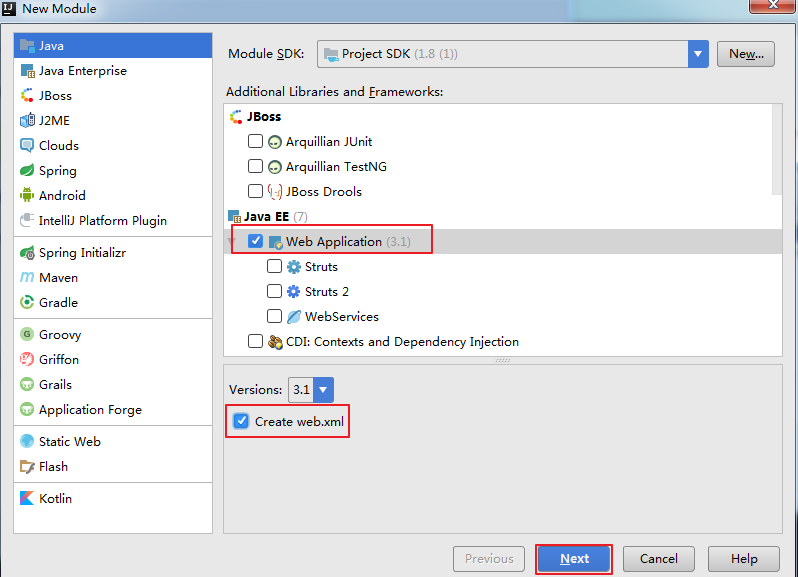 New Module
Java
Java Enterprise
JBoss
J2ME
Clouds
Spring
Android
IntelliJ Platform Plugin
Spring Initializr
Maven
Gradle
Groovy
Griffon
Grails
Application Forge
Static Web
Flash
Kotlin
Module SDK: Project SDK (1.8 (1)) New...
Additional Libraries and Frameworks:
JBoss
Arquillian JUnit
Arquillian TestNG
JBoss Drools
Java EE (7)
Web Application (3.1)
Struts
Struts 2
WebServices
CDI: Contexts and Dependency Injection
Versions: 3.1
Create web.xml
Previous Next Cancel Help